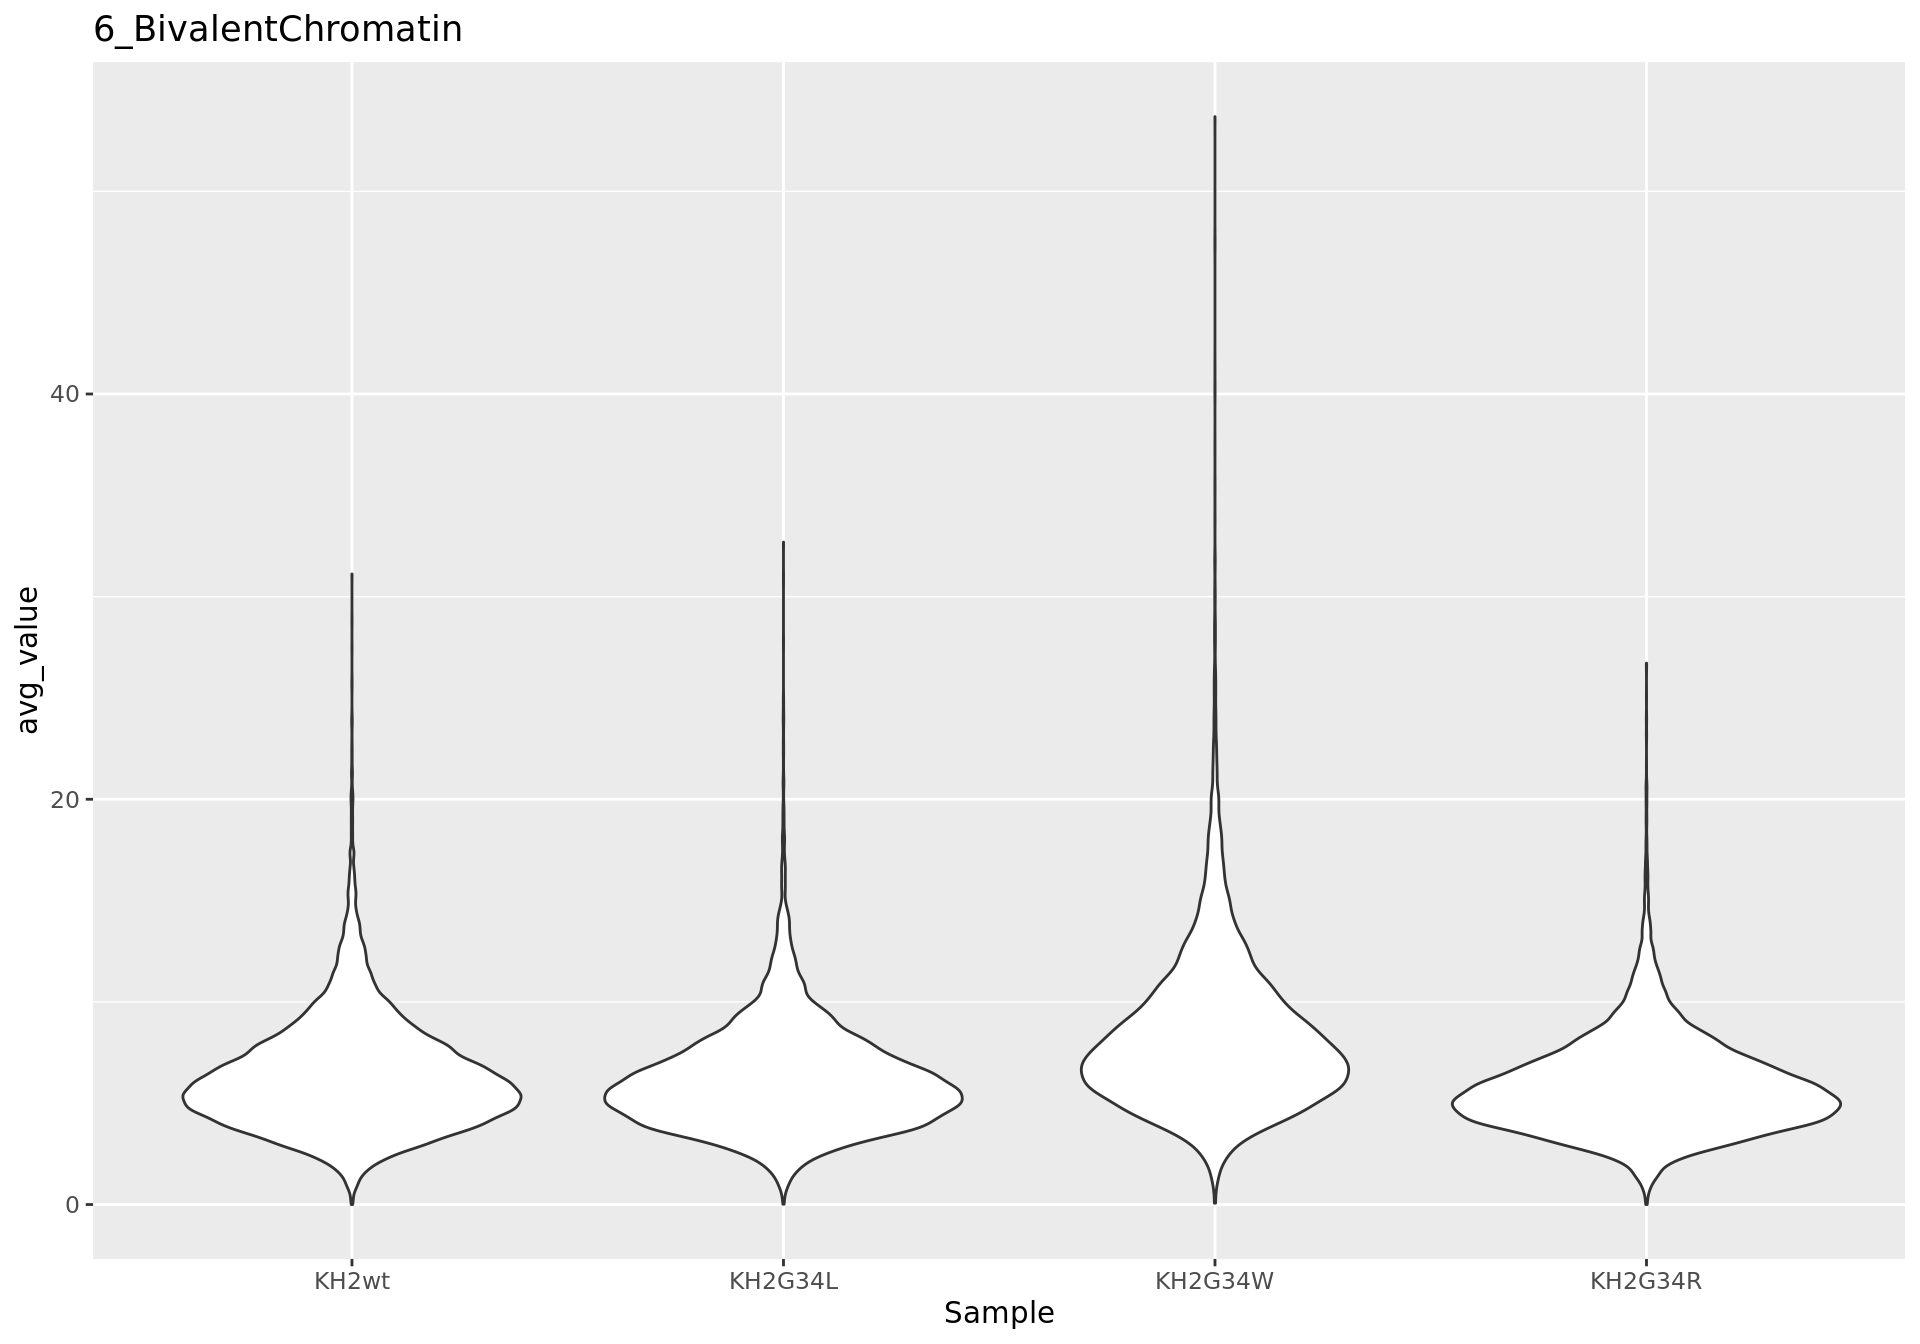 6_BivalentChromatin
avg_value
40
20
0
KH2wt KH2G34L KH2G34W KH2G34R
Sample